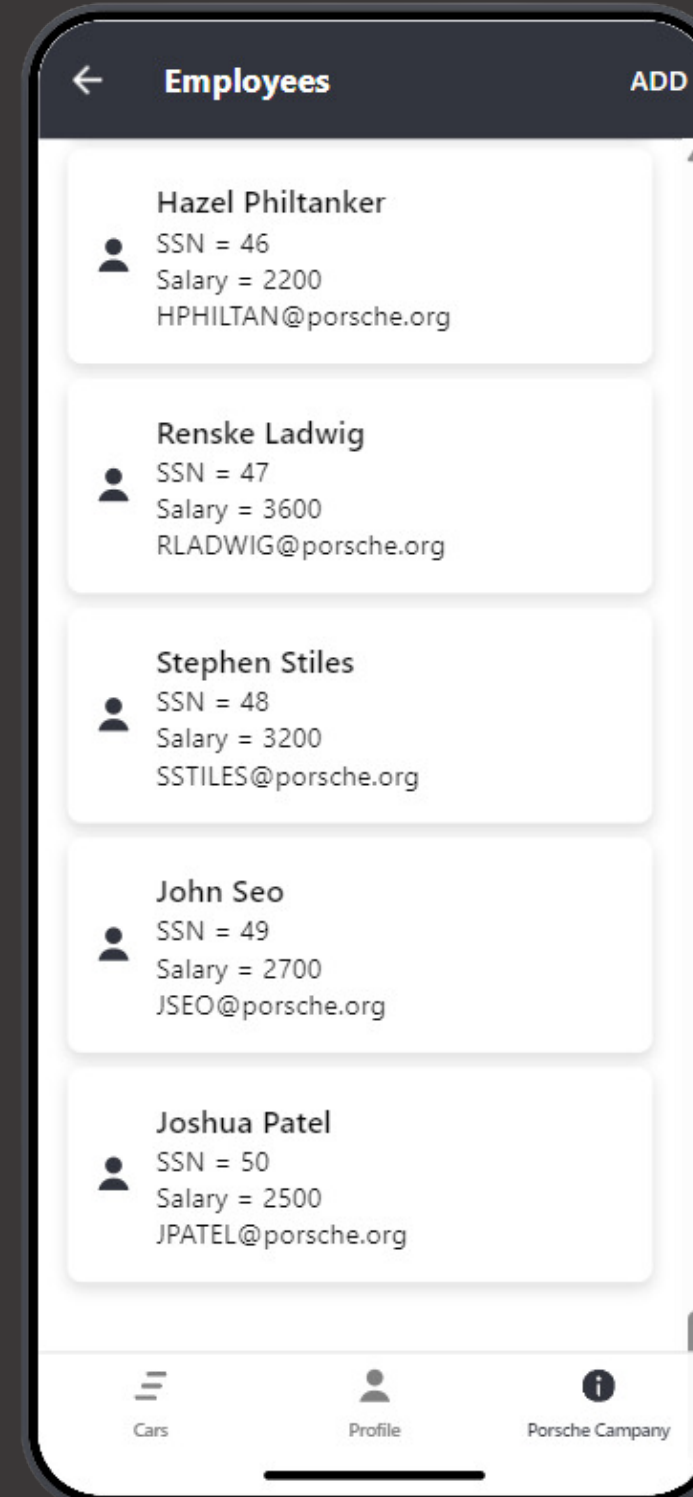 Employees ADD
Hazel Philtanker
SSN = 46
Salary = 2200
HPHILTAN@porsche.org
Renske Ladwig
SSN = 47
Salary = 3600
RLADWIG@porsche.org
Stephen Stiles
SSN = 48
Salary = 3200
SSTILES@porsche.org
John Seo
SSN = 49
Salary = 2700
JSEO@porsche.org
Joshua Patel
SSN = 50
Salary = 2500
JPATEL@porsche.org
Cars Profile Porsche Campany